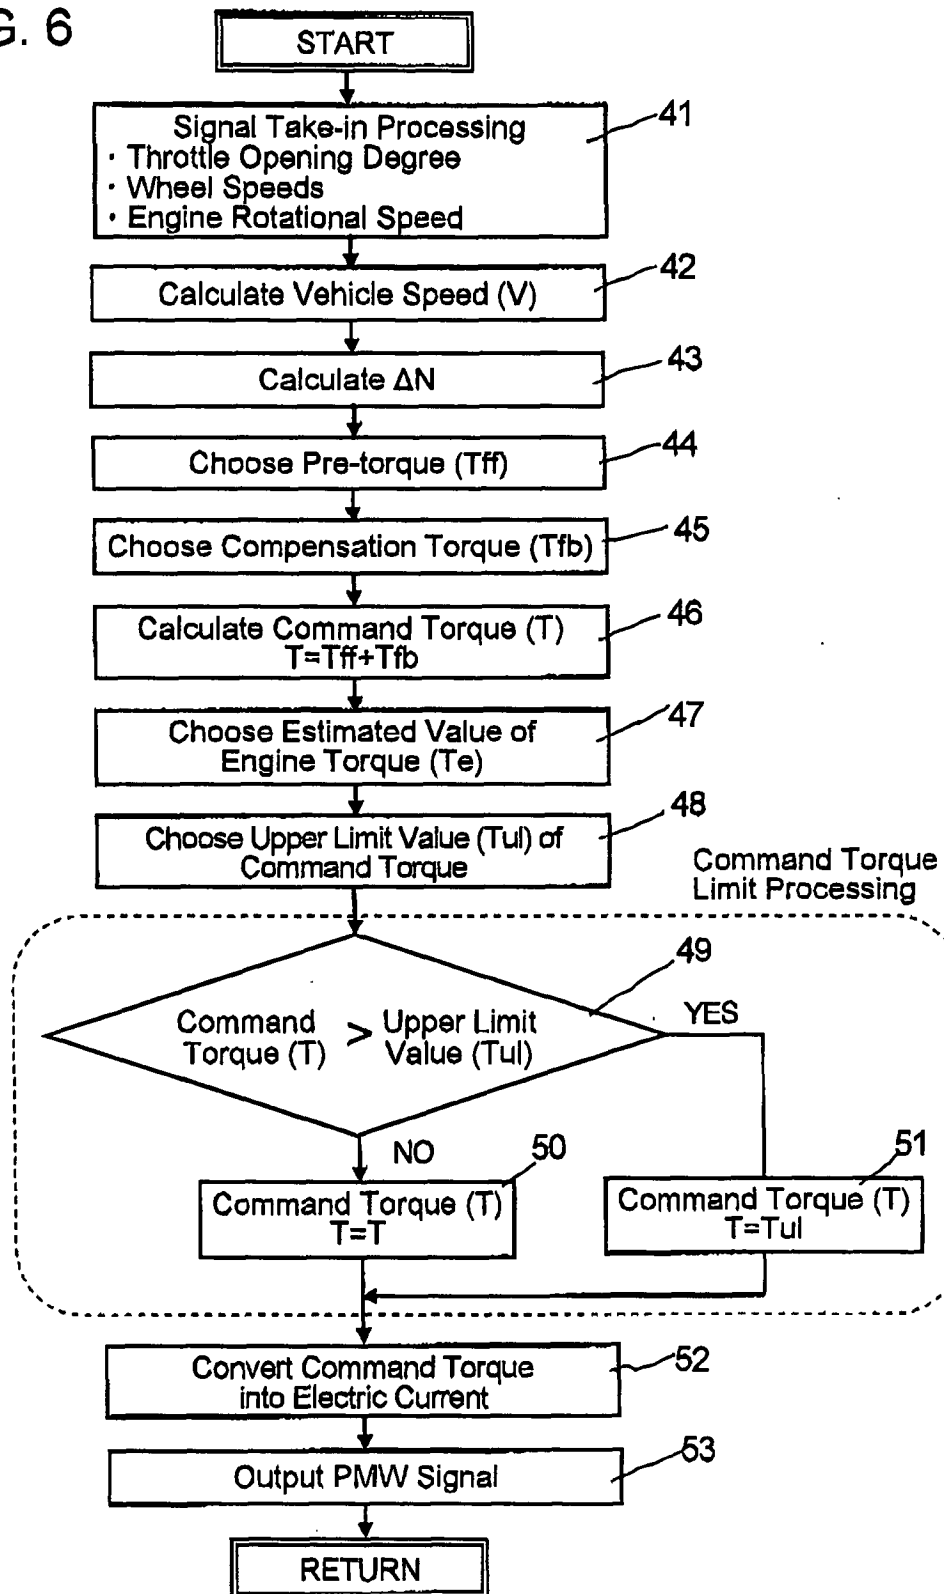 G. 6
START
41
Signal Take-in Processing
· Throttle Opening Degree
· Wheel Speeds
· Engine Rotational Speed
42
Calculate Vehicle Speed (V)
43
Calculate ΔN
44
Choose Pre-torque (Tff)
45
Choose Compensation Torque (Tfb)
46
Calculate Command Torque (T)
T=Tff+Tfb
47
Choose Estimated Value of
Engine Torque (Te)
48
Choose Upper Limit Value (Tul) of
Command Torque
Command Torque
Limit Processing
49
Command
Torque (T)
>
Upper Limit
Value (Tul)
YES
NO
50
Command Torque (T)
T=T
51
Command Torque (T)
T=Tul
52
Convert Command Torque
into Electric Current
53
Output PMW Signal
RETURN